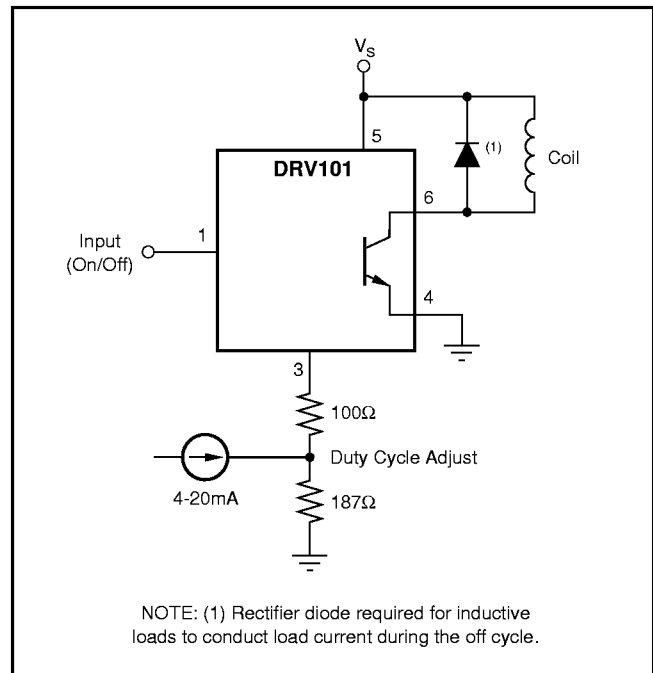 VS
5
DRV101
(1)
Coil
6
1
Input
(On/Off)
4
3
100Ω
Duty Cycle Adjust
4-20mA
187Ω
NOTE: (1) Rectifier diode required for inductive
loads to conduct load current during the off cycle.